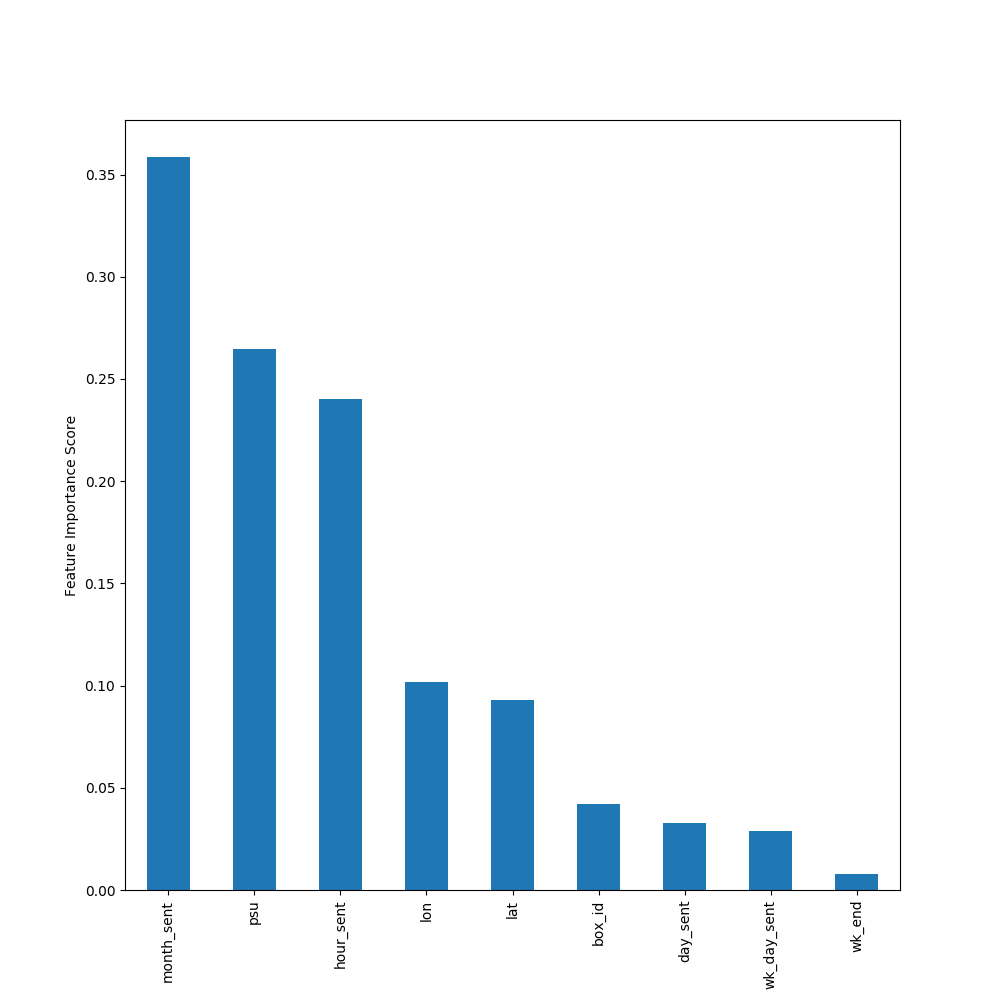 0.35
0.30
0.25
0.20
0.15
0.10
0.05
0.00
Feature Importance Score
month_sent
psu
hour_sent
lon
lat
box_id
day_sent
wk_day_sent
wk_end